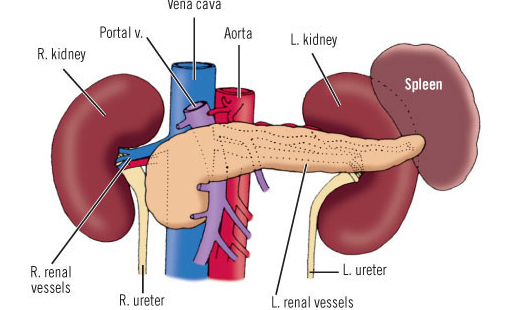 Vena cava
Portal v.
Aorta
L. kidney
R. kidney
Spleen
R. renal
vessels
R. ureter
L. renal vessels
L. ureter